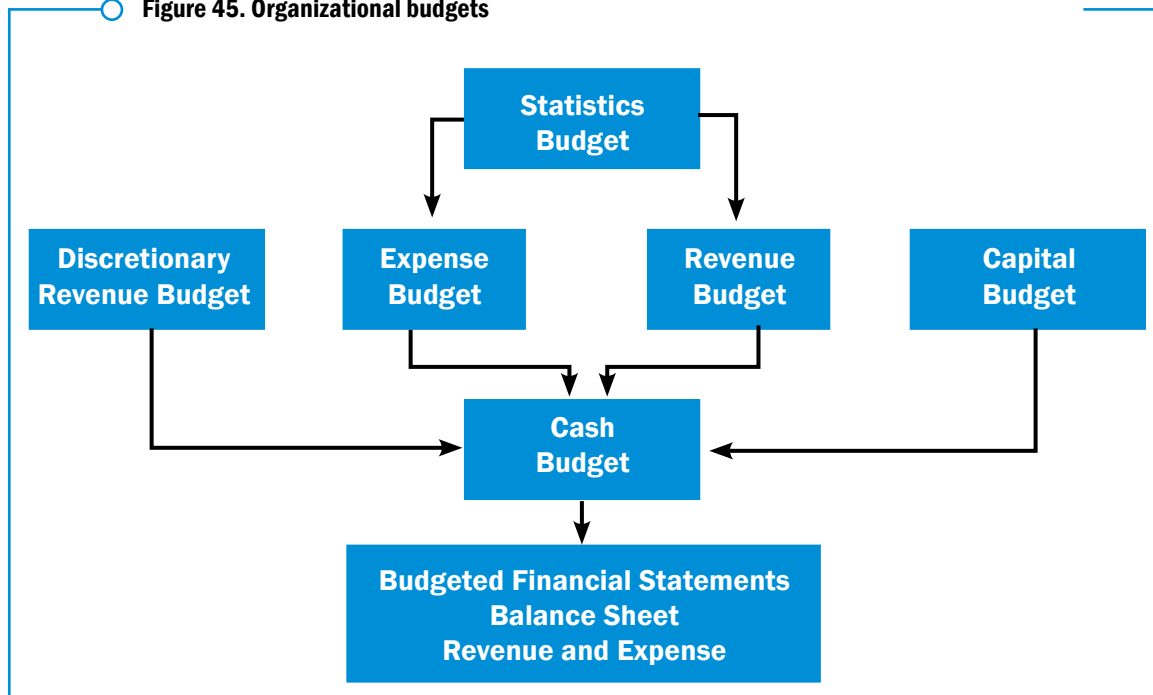 Figure 45. Organizational budgets
Statistics
Budget
Discretionary
Revenue Budget
Expense
Budget
Revenue
Budget
Capital
Budget
Cash
Budget
Budgeted Financial Statements
Balance Sheet
Revenue and Expense